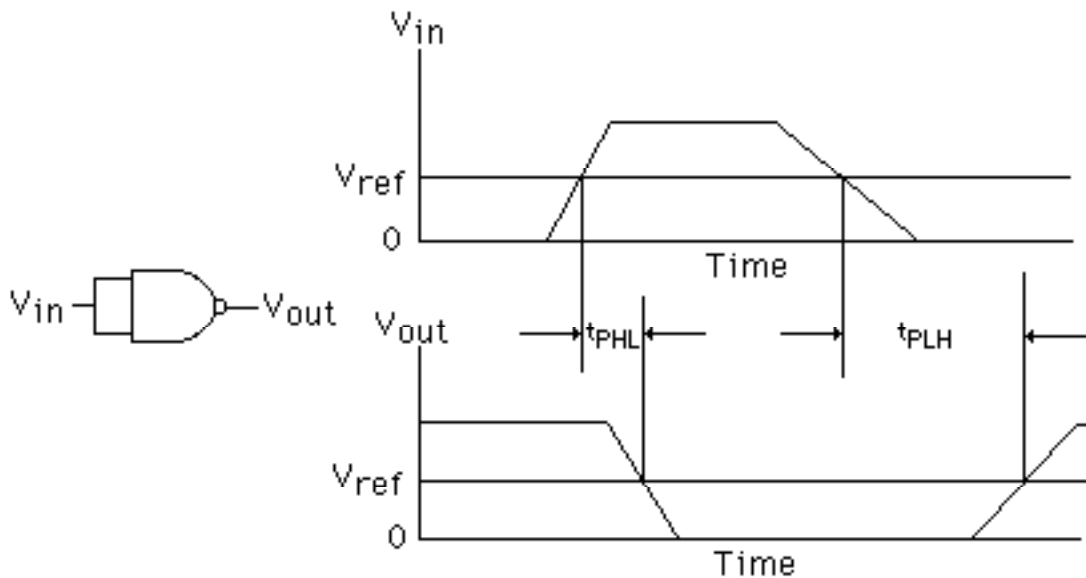 Vin
Vref
0
Time
Vin
Vout
Vout
tPHL
tPLH
Vref
0
Time